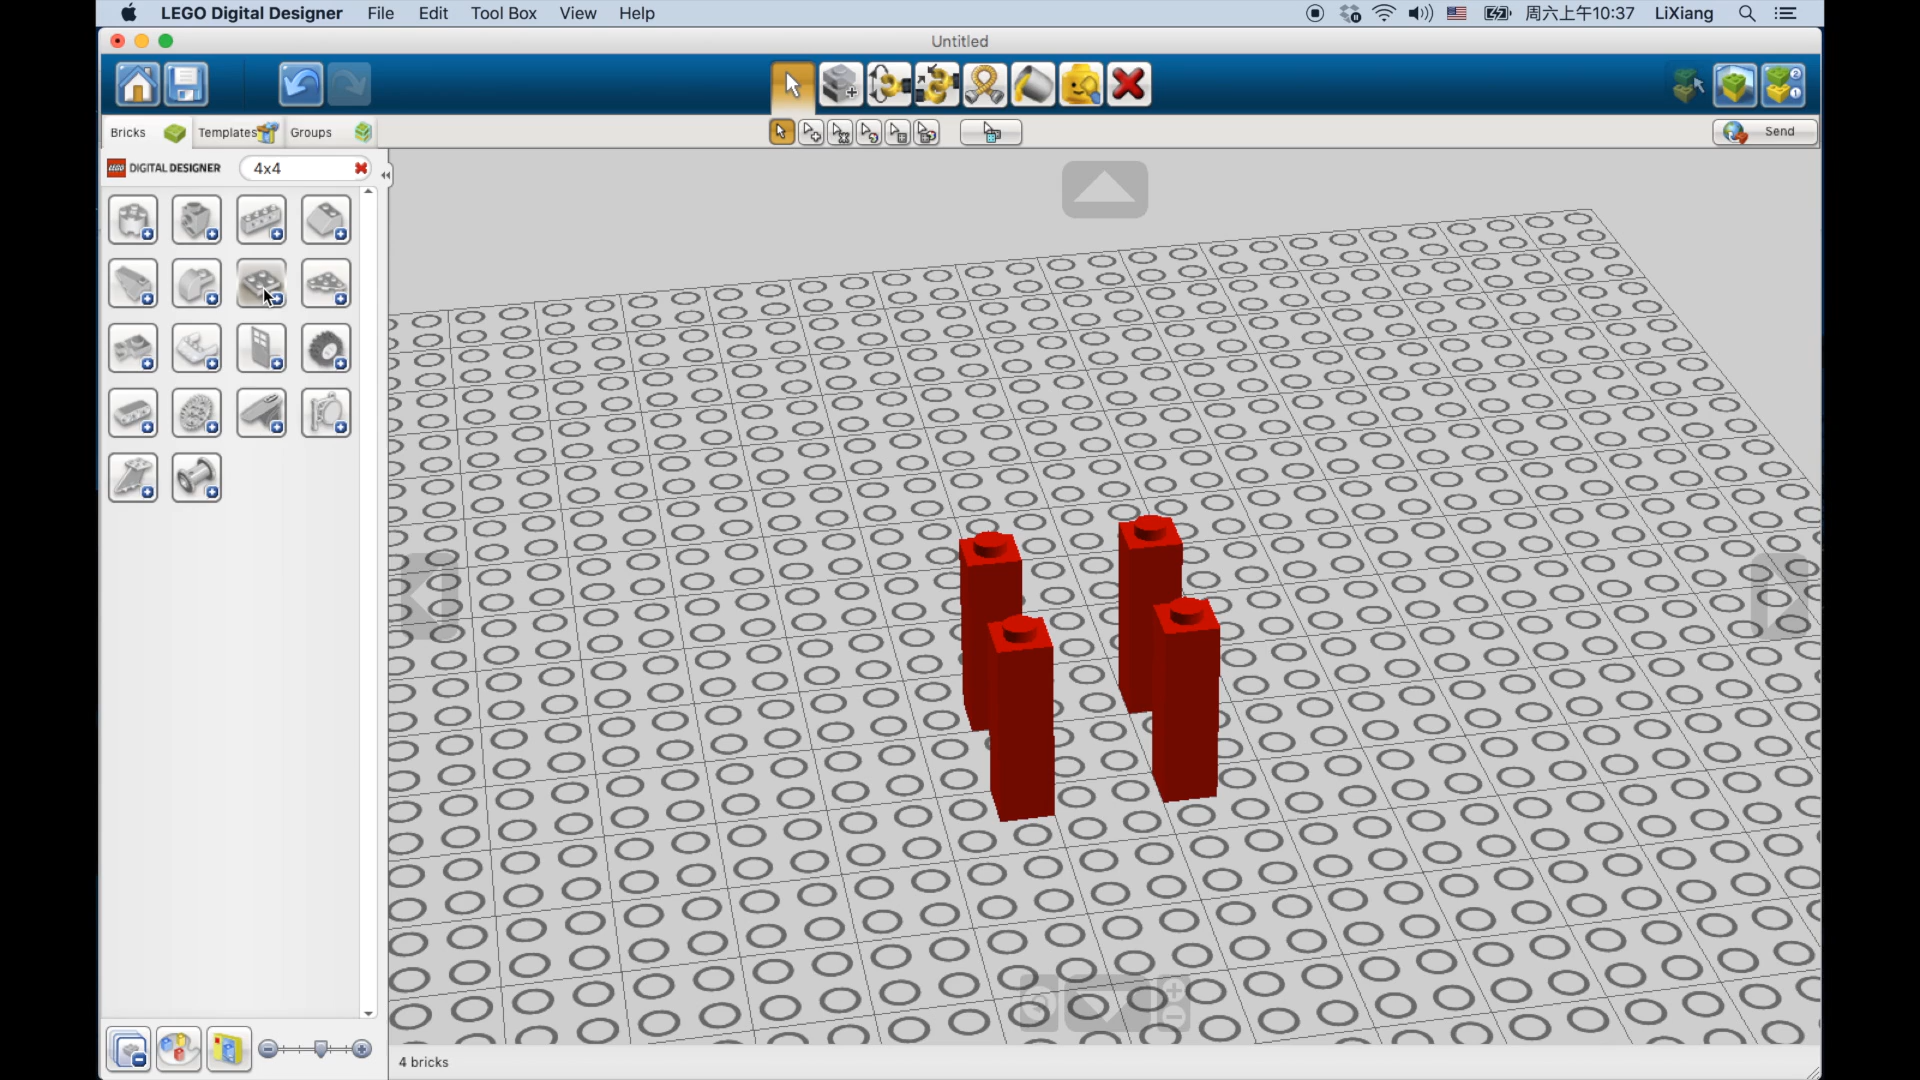 LEGO Digital Designer File Edit Tool Box View Help 周六上午10:37 LiXiang
Untitled
Bricks Templates Groups
Send
LEGO DIGITAL DESIGNER 4x4
4 bricks